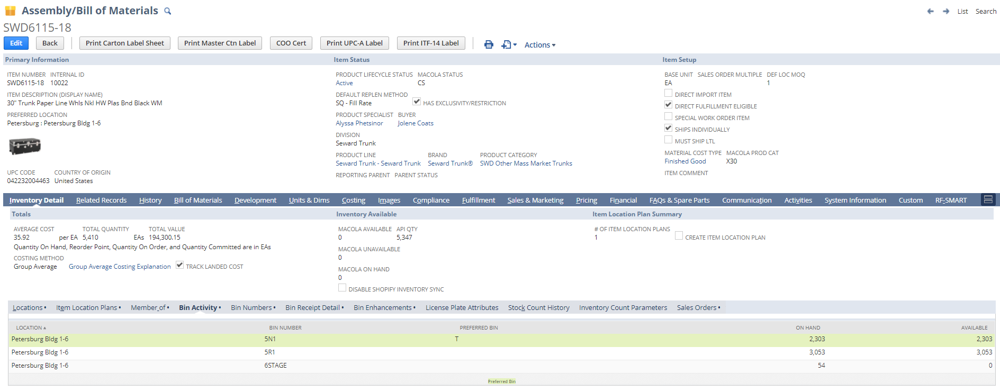 Assembly/Bill of Materials
List Search
SWD6115-18
Edit Back Print Carton Label Sheet Print Master Ctn Label COO Cert Print UPC-A Label Print ITF-14 Label Actions
Primary Information Item Status Item Setup
ITEM NUMBER INTERNAL ID PRODUCT LIFECYCLE STATUS MACOLA STATUS BASE UNIT SALES ORDER MULTIPLE DEF LOC MOQ
SWD6115-18 10022 Active CS EA 1
ITEM DESCRIPTION (DISPLAY NAME) DEFAULT REPLEN METHOD DIRECT IMPORT ITEM
30" Trunk Paper Line Whls Nkl HW Plas Bnd Black WM SQ - Fill Rate HAS EXCLUSIVITY/RESTRICTION DIRECT FULFILLMENT ELIGIBLE
PREFERRED LOCATION PRODUCT SPECIALIST BUYER SPECIAL WORK ORDER ITEM
Petersburg : Petersburg Bldg 1-6 Alyssa Phetsinor Jolene Coats SHIPS INDIVIDUALLY
DIVISION MUST SHIP LTL
Seward Trunk
PRODUCT LINE BRAND PRODUCT CATEGORY MATERIAL COST TYPE MACOLA PROD CAT
Seward Trunk - Seward Trunk Seward Trunk® SWD Other Mass Market Trunks Finished Good X30
UPC CODE COUNTRY OF ORIGIN REPORTING PARENT PARENT STATUS ITEM COMMENT
042232004463 United States
Inventory Detail Related Records History Bill of Materials Development Units & Dims Costing Images Compliance Fulfillment Sales & Marketing Pricing Financial FAQs & Spare Parts Communication Activities System Information Custom RF-SMART
Totals Inventory Available Item Location Plan Summary
AVERAGE COST TOTAL QUANTITY TOTAL VALUE MACOLA AVAILABLE API QTY # OF ITEM LOCATION PLANS
35.92 per EA 5,410 EAs 194,300.15 0 5,347 1 CREATE ITEM LOCATION PLAN
Quantity On Hand, Reorder Point, Quantity On Order, and Quantity Committed are in EAs MACOLA UNAVAILABLE
COSTING METHOD 0
Group Average Group Average Costing Explanation TRACK LANDED COST MACOLA ON HAND
0
DISABLE SHOPIFY INVENTORY SYNC
Locations • Item Location Plans • Member of • Bin Activity • Bin Numbers • Bin Receipt Detail • Bin Enhancements • License Plate Attributes Stock Count History Inventory Count Parameters Sales Orders •
LOCATION BIN NUMBER PREFERRED BIN ON HAND AVAILABLE
Petersburg Bldg 1-6 5N1 T 2,303 2,303
Petersburg Bldg 1-6 5R1 3,053 3,053
Petersburg Bldg 1-6 6STAGE 54 0
Preferred Bin